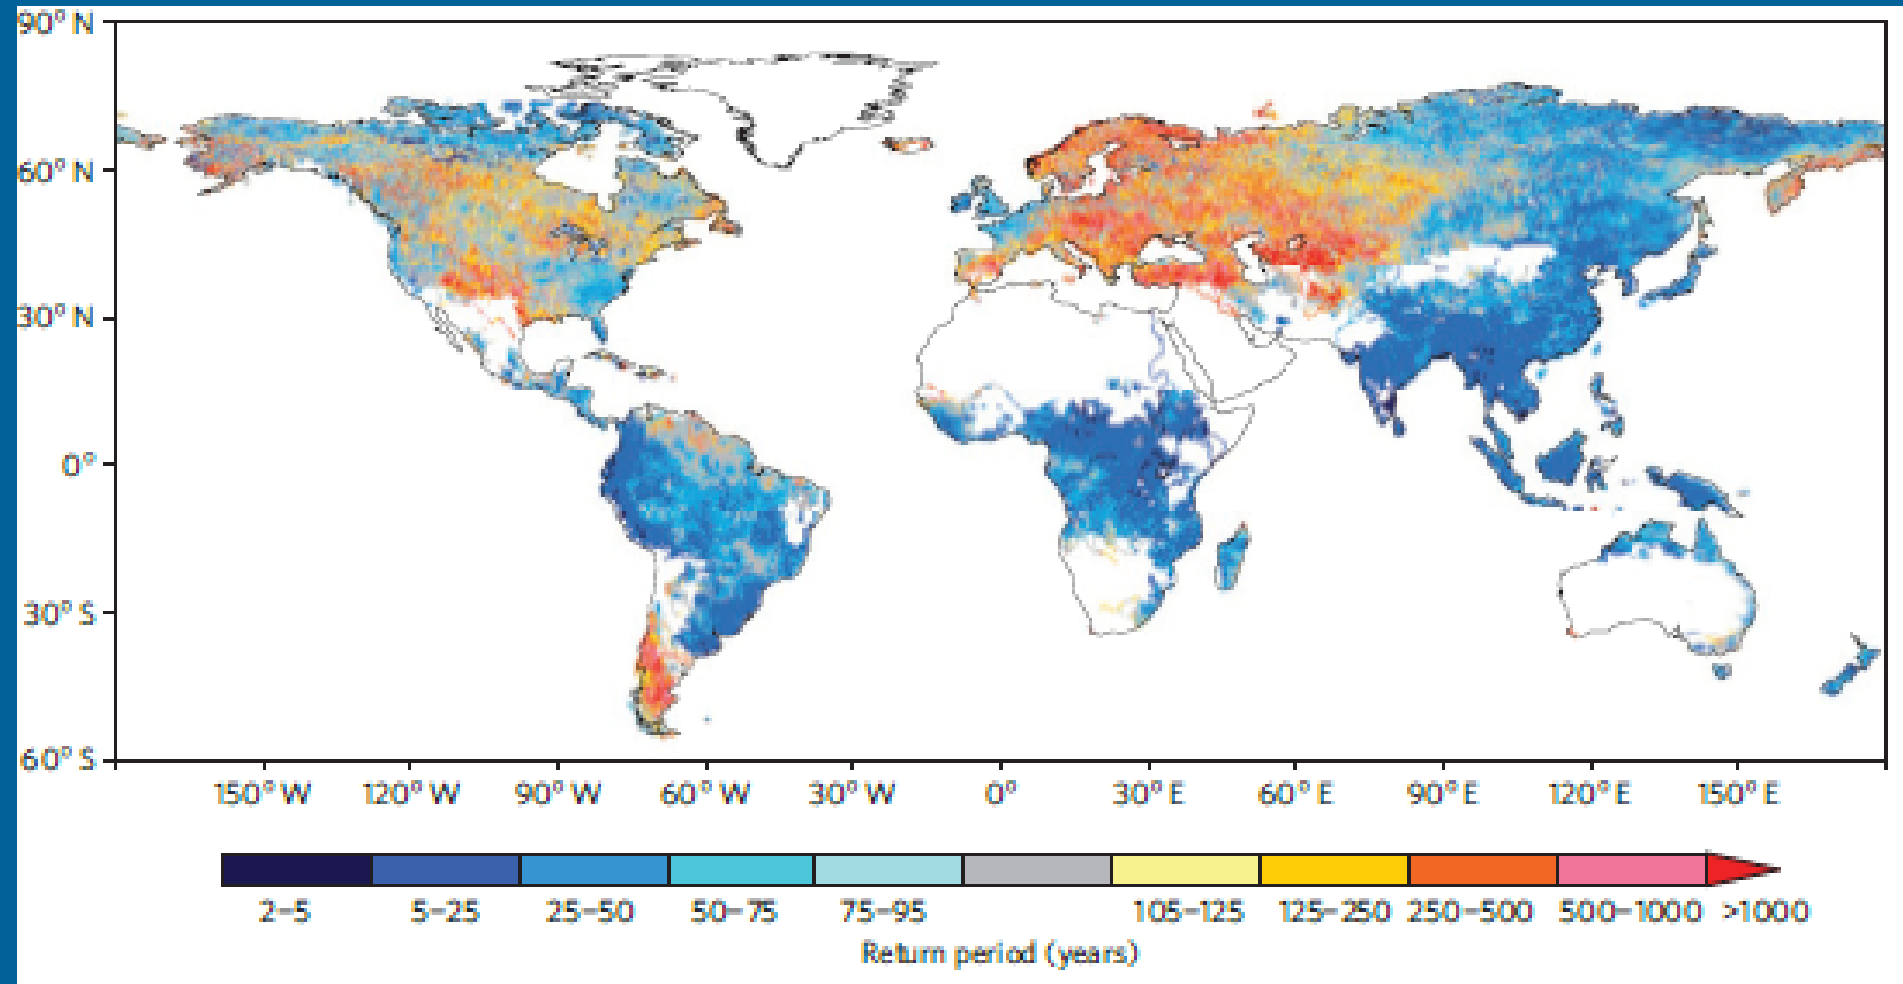 90° N
60° N
30° N
0°
30° S
60° S
150° W 120° W 90° W 60° W 30° W 0° 30° E 60° E 90° E 120° E 150° E
2–5 5–25 25–50 50–75 75–95 105–125 125–250 250–500 500–1000 >1000
Return period (years)